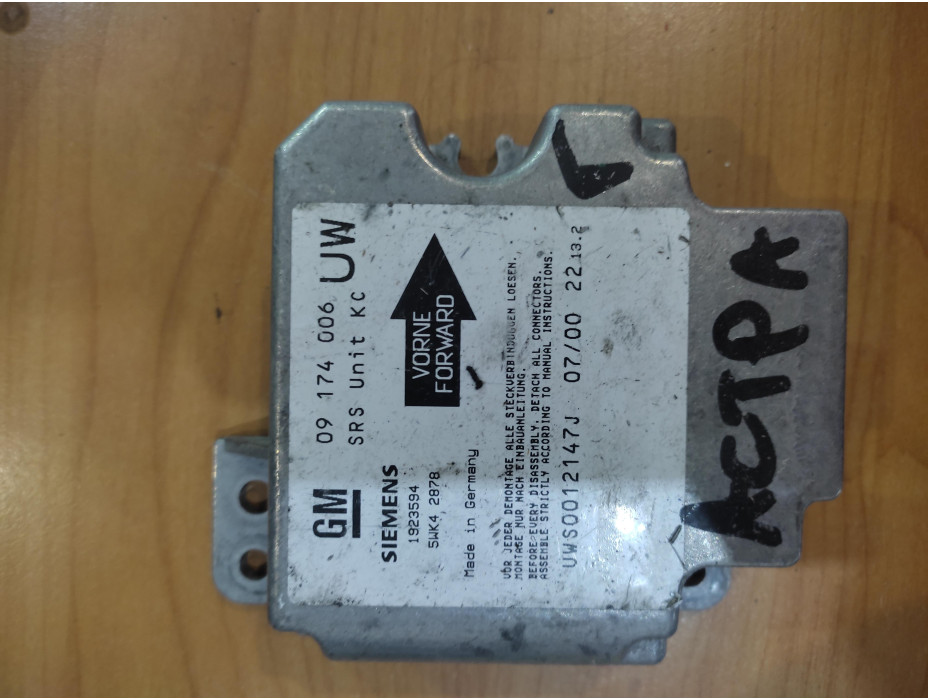 GM 09 174 006 UW
SRS Unit KC
SIEMENS
1923594
5WK4 2878
VORNE
FORWARD
Made in Germany
VOR JEDER DEMONTAGE ALLE STECKVERBINDUNGEN LOESEN.
MONTAGE NUR NACH EINBAUANLEITUNG.
BEFORE EVERY DISASSEMBLY, DETACH ALL CONNECTORS.
ASSEMBLE STRICTLY ACCORDING TO MANUAL INSTRUCTIONS.
UWS0012147J 07/00 22 13.2
АСТРА
Г